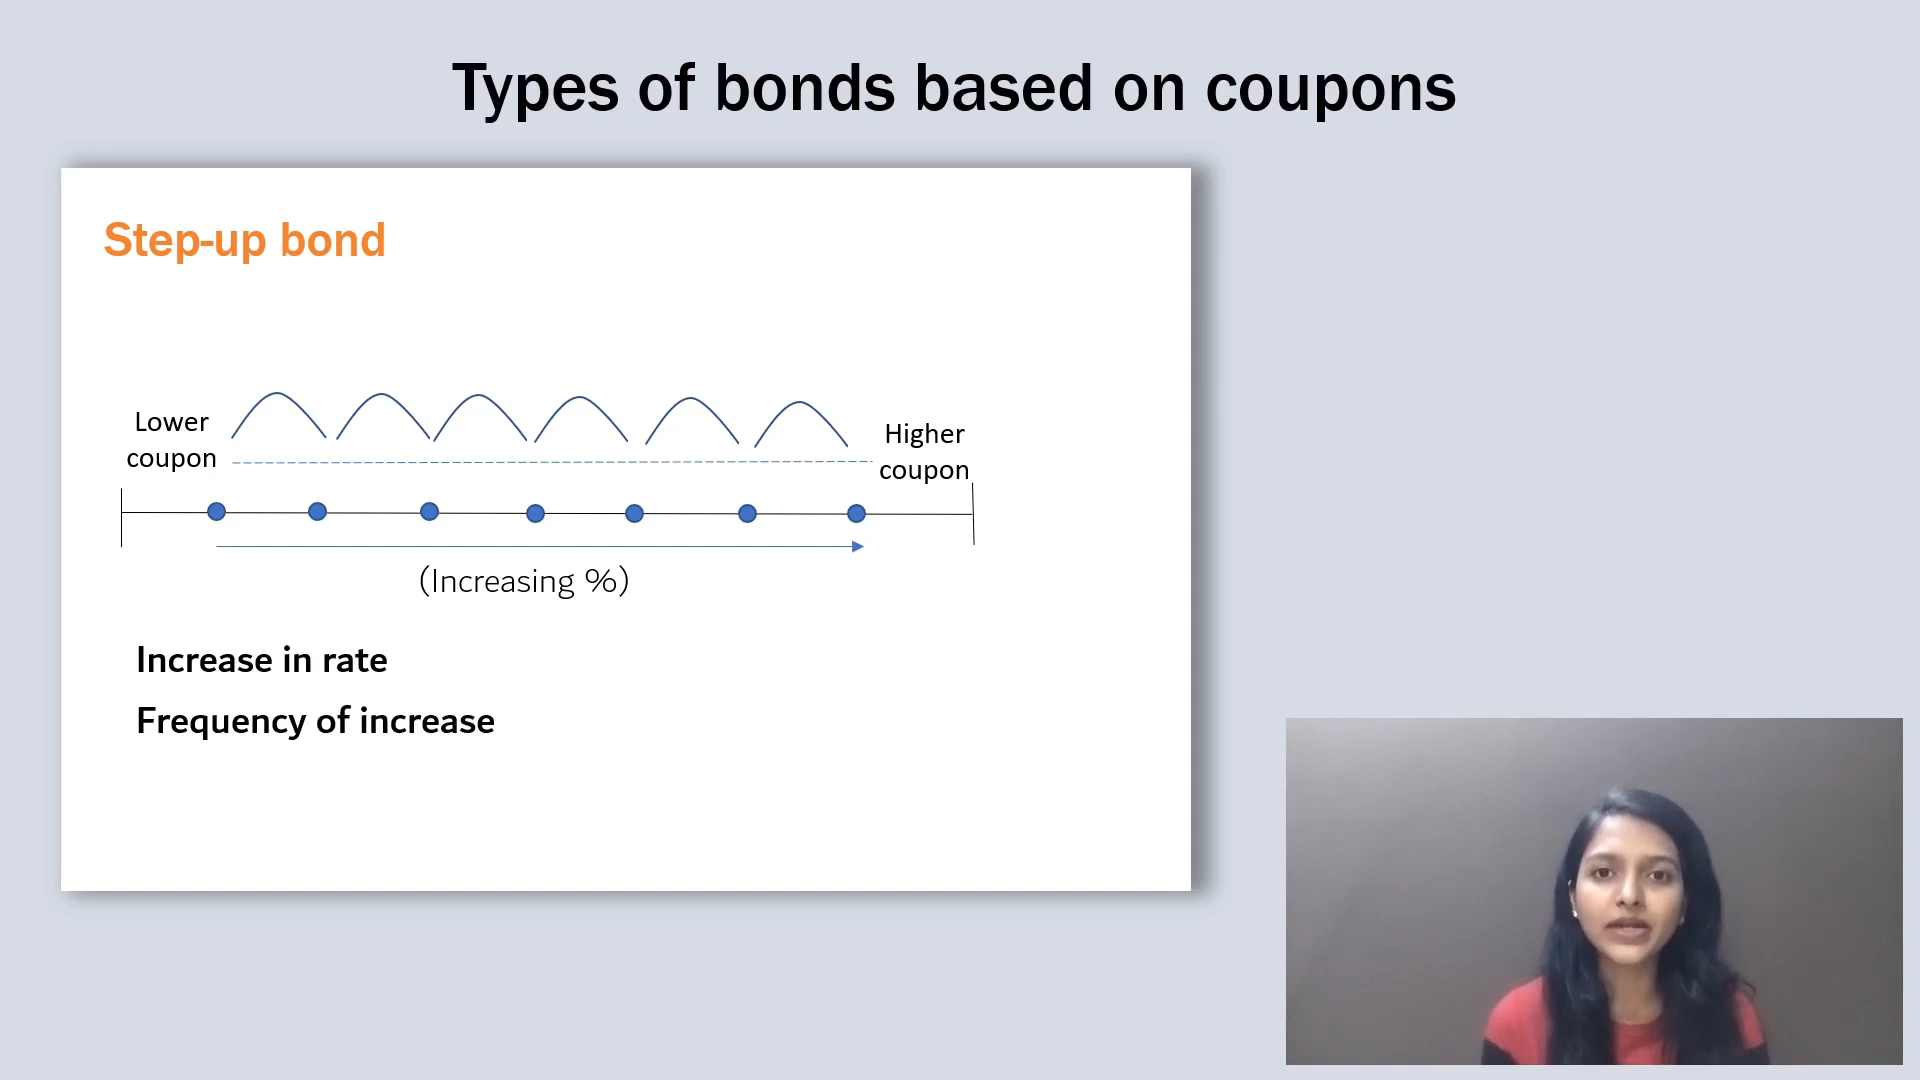 Types of bonds based on coupons
Step-up bond
Lower
coupon
Higher
coupon
(Increasing %)
Increase in rate
Frequency of increase